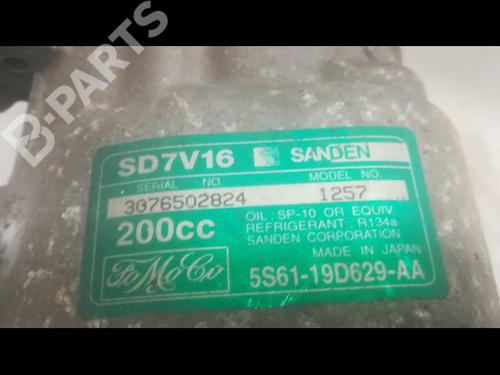 B-PARTS
SD7V16 SANDEN
SERIAL NO. MODEL NO.
3076502824 1257
200CC OIL: SP-10 OR EQUIV.
REFRIGERANT: R134a
SANDEN CORPORATION
MADE IN JAPAN
FoMoCo 5S61-19D629-AA